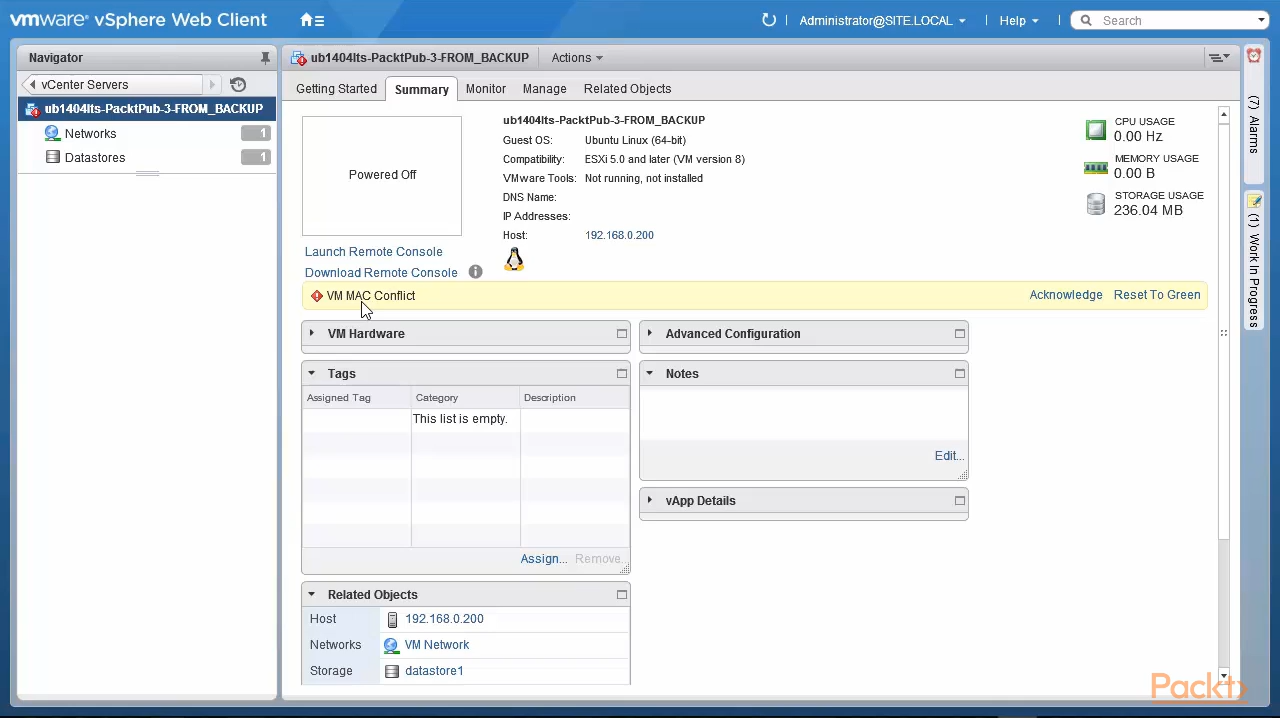 vmware® vSphere Web Client
Administrator@SITE.LOCAL
Help
Search
Navigator
vCenter Servers
ub1404lts-PacktPub-3-FROM_BACKUP
Networks 1
Datastores 1
ub1404lts-PacktPub-3-FROM_BACKUP Actions
Getting Started Summary Monitor Manage Related Objects
Powered Off
Launch Remote Console
Download Remote Console
ub1404lts-PacktPub-3-FROM_BACKUP
Guest OS: Ubuntu Linux (64-bit)
Compatibility: ESXi 5.0 and later (VM version 8)
VMware Tools: Not running, not installed
DNS Name:
IP Addresses:
Host: 192.168.0.200
CPU USAGE
0.00 Hz
MEMORY USAGE
0.00 B
STORAGE USAGE
236.04 MB
VM MAC Conflict Acknowledge Reset To Green
VM Hardware
Tags
Assigned Tag Category Description
This list is empty.
Assign... Remove...
Related Objects
Host 192.168.0.200
Networks VM Network
Storage datastore1
Advanced Configuration
Notes
Edit...
vApp Details
(7) Alarms
(1) Work In Progress
Packt